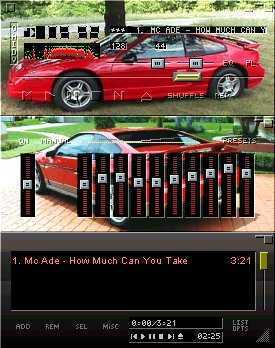 *** 1. MC ADE - HOW MUCH CAN Y
128 44
EQ PL
SHUFFLE REP
ON PRESETS
1. Mc Ade - How Much Can You Take 3:21
0:00/3:21
ADD REM SEL MISC 02:25 LIST OPTS